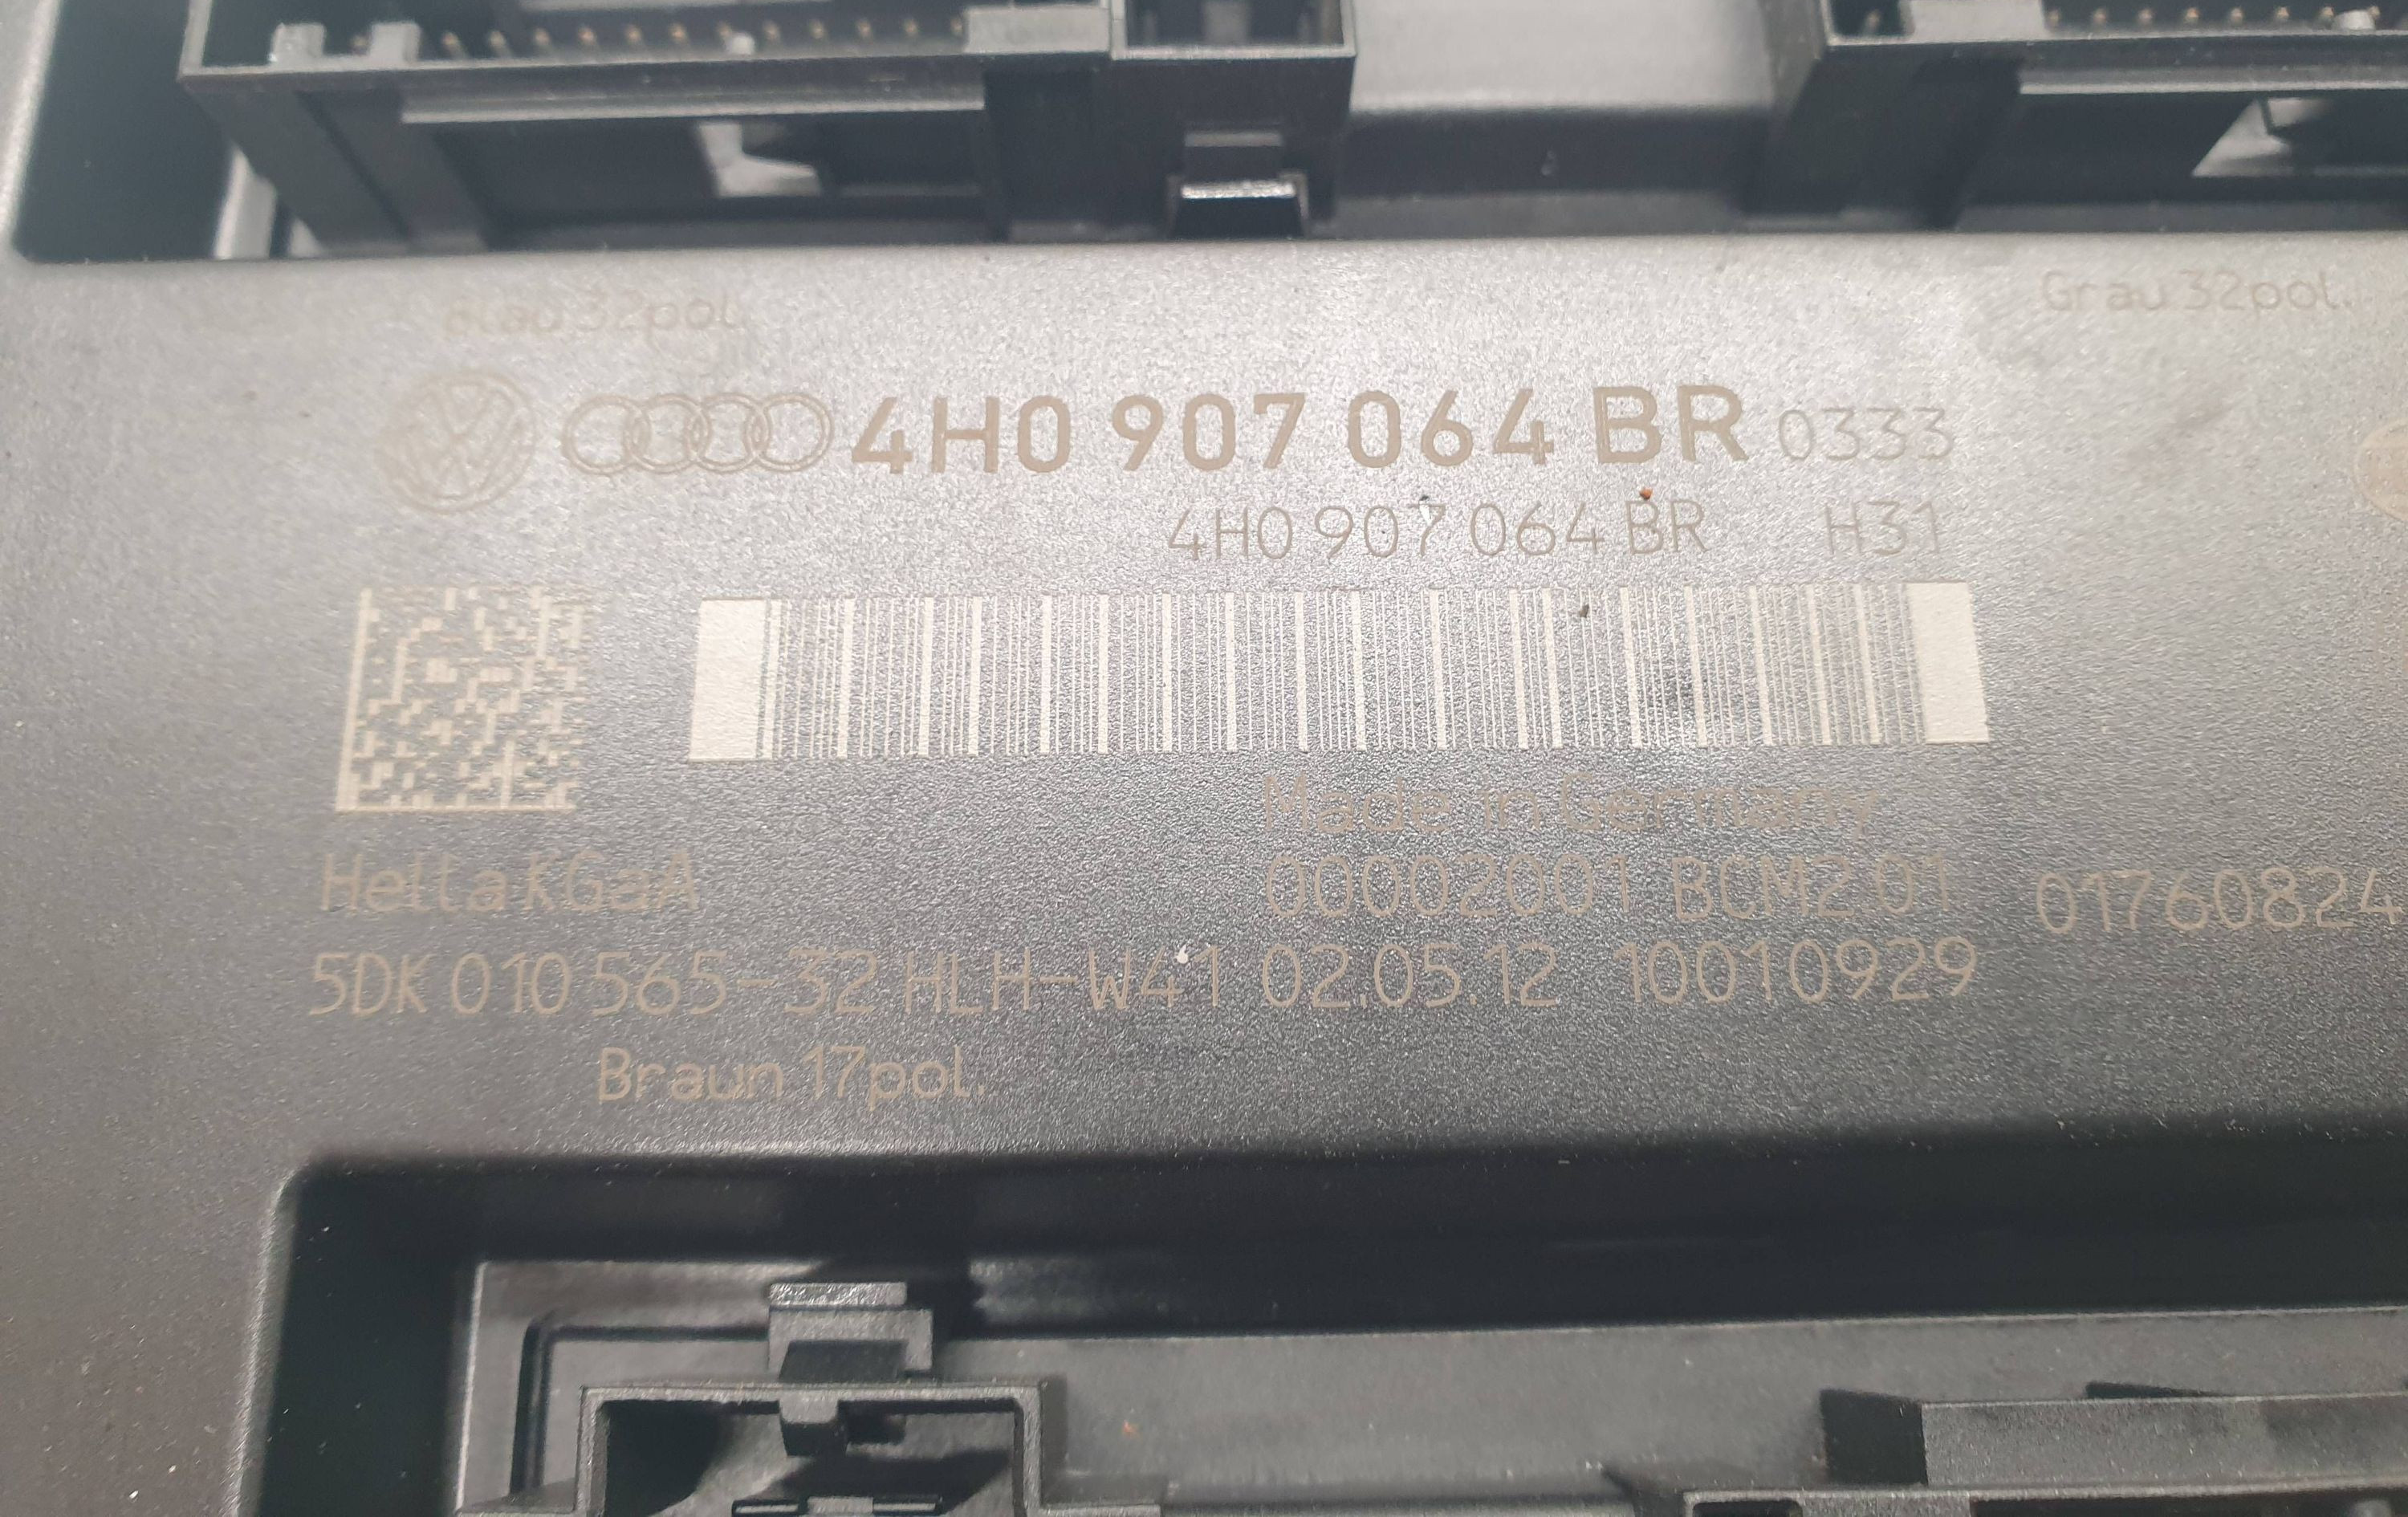 Blau 32pol.
Grau 32pol.
4H0 907 064 BR 0333
4H0 907 064 BR H31
Made in Germany
Hella KGaA 00002001 BCM2 01 01760824
5DK 010 565-32 HLH-W41 02.05.12 10010929
Braun 17pol.